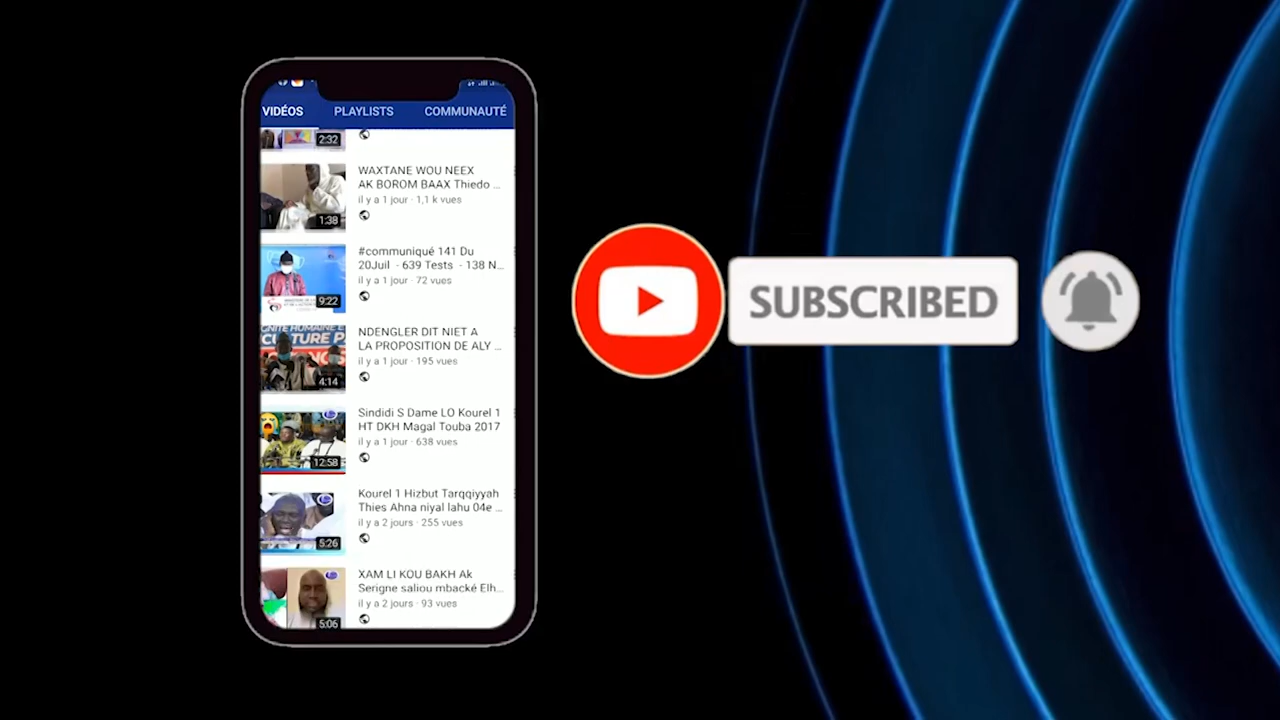 VIDÉOS PLAYLISTS COMMUNAUTÉ
2:32
WAXTANE WOU NEEX
AK BOROM BAAX Thiedo ...
il y a 1 jour · 1,1 k vues
1:38
#communiqué 141 Du
20Juil - 639 Tests - 138 N...
il y a 1 jour · 72 vues
9:22
NDENGLER DIT NIET A
LA PROPOSITION DE ALY ...
il y a 1 jour · 195 vues
4:14
Sindidi S Dame LO Kourel 1
HT DKH Magal Touba 2017
il y a 1 jour · 638 vues
12:58
Kourel 1 Hizbut Tarqqiyyah
Thies Ahna niyal lahu 04e ...
il y a 2 jours · 255 vues
5:26
XAM LI KOU BAKH Ak
Serigne saliou mbacké Elh...
il y a 2 jours · 93 vues
5:06
SUBSCRIBED